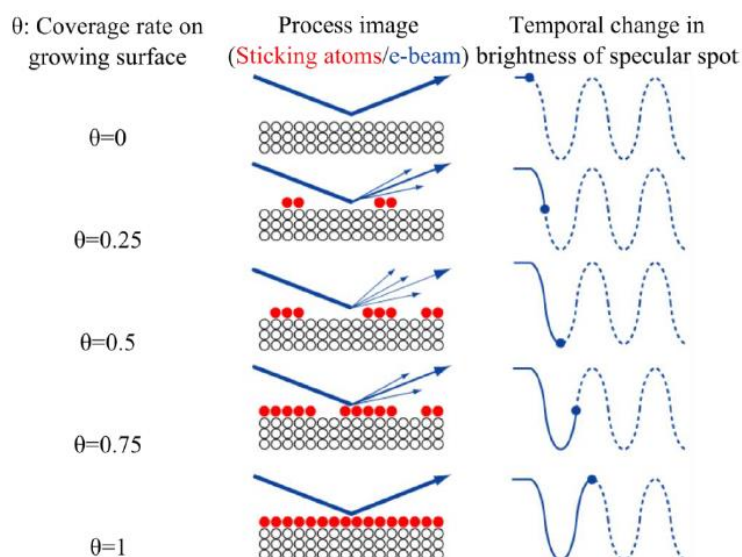 θ: Coverage rate on
growing surface
Process image
(Sticking atoms/e-beam)
Temporal change in
brightness of specular spot
θ=0
θ=0.25
θ=0.5
θ=0.75
θ=1